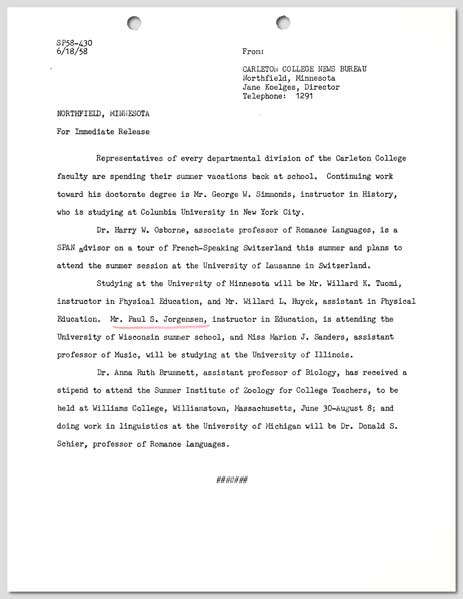 SP58-430
6/18/58
From:
CARLETON COLLEGE NEWS BUREAU
Northfield, Minnesota
Jane Koelges, Director
Telephone: 1291
NORTHFIELD, MINNESOTA
For Immediate Release
Representatives of every departmental division of the Carleton College
faculty are spending their summer vacations back at school. Continuing work
toward his doctorate degree is Mr. George W. Simmonds, instructor in History,
who is studying at Columbia University in New York City.
Dr. Harry W. Osborne, associate professor of Romance Languages, is a
SPAN advisor on a tour of French-Speaking Switzerland this summer and plans to
attend the summer session at the University of Lausanne in Switzerland.
Studying at the University of Minnesota will be Mr. Willard K. Tuomi,
instructor in Physical Education, and Mr. Willard L. Huyck, assistant in Physical
Education. Mr. Paul S. Jorgensen, instructor in Education, is attending the
University of Wisconsin summer school, and Miss Marion J. Sanders, assistant
professor of Music, will be studying at the University of Illinois.
Dr. Anna Ruth Brummett, assistant professor of Biology, has received a
stipend to attend the Summer Institute of Zoology for College Teachers, to be
held at Williams College, Williamstown, Massachusetts, June 30-August 8; and
doing work in linguistics at the University of Michigan will be Dr. Donald S.
Schier, professor of Romance Languages.
#######